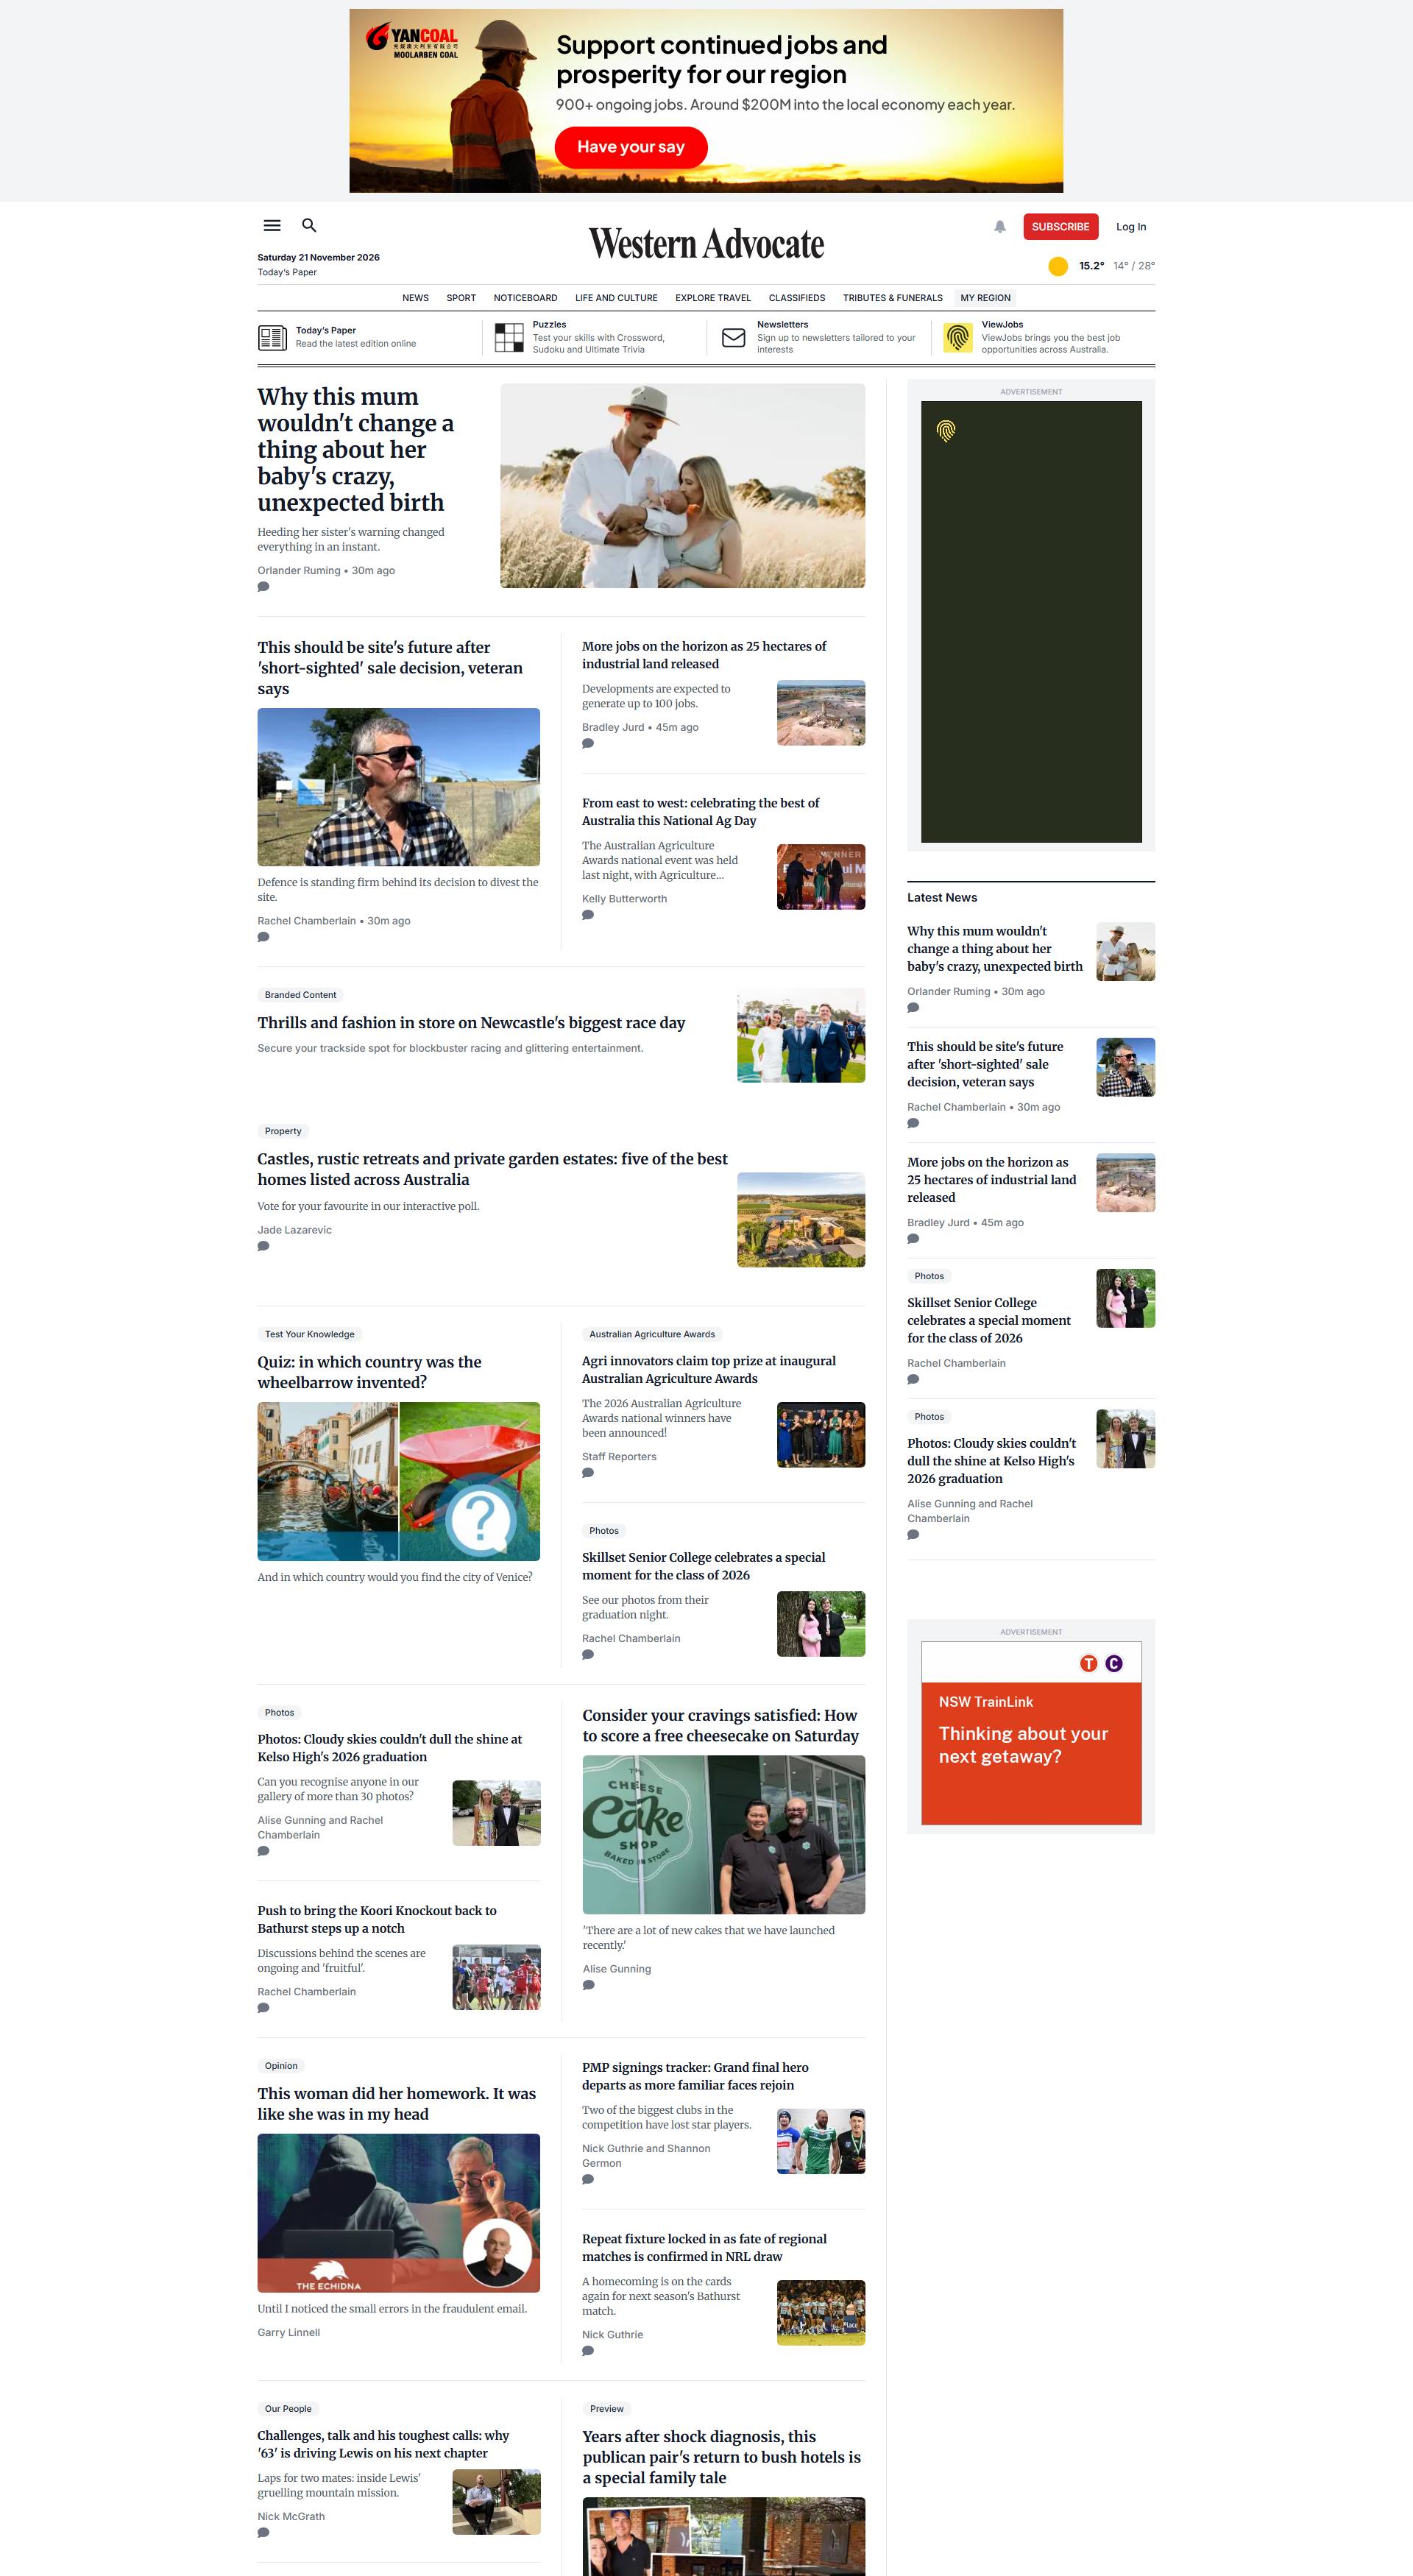 YANCOAL
MOOLARBEN COAL
Support continued jobs and
prosperity for our region
900+ ongoing jobs. Around $200M into the local economy each year.
Have your say
Western Advocate
SUBSCRIBE
Log In
Saturday 21 November 2026
Today's Paper
15.2° 14° / 28°
NEWS SPORT NOTICEBOARD LIFE AND CULTURE EXPLORE TRAVEL CLASSIFIEDS TRIBUTES & FUNERALS MY REGION
Today's Paper
Read the latest edition online
Puzzles
Test your skills with Crossword,
Sudoku and Ultimate Trivia
Newsletters
Sign up to newsletters tailored to your
interests
ViewJobs
ViewJobs brings you the best job
opportunities across Australia.
Why this mum
wouldn't change a
thing about her
baby's crazy,
unexpected birth
Heeding her sister's warning changed
everything in an instant.
Orlander Ruming • 30m ago
This should be site's future after
'short-sighted' sale decision, veteran
says
Defence is standing firm behind its decision to divest the
site.
Rachel Chamberlain • 30m ago
More jobs on the horizon as 25 hectares of
industrial land released
Developments are expected to
generate up to 100 jobs.
Bradley Jurd • 45m ago
From east to west: celebrating the best of
Australia this National Ag Day
The Australian Agriculture
Awards national event was held
last night, with Agriculture...
Kelly Butterworth
Branded Content
Thrills and fashion in store on Newcastle's biggest race day
Secure your trackside spot for blockbuster racing and glittering entertainment.
Property
Castles, rustic retreats and private garden estates: five of the best
homes listed across Australia
Vote for your favourite in our interactive poll.
Jade Lazarevic
Test Your Knowledge
Quiz: in which country was the
wheelbarrow invented?
?
And in which country would you find the city of Venice?
Australian Agriculture Awards
Agri innovators claim top prize at inaugural
Australian Agriculture Awards
The 2026 Australian Agriculture
Awards national winners have
been announced!
Staff Reporters
Photos
Skillset Senior College celebrates a special
moment for the class of 2026
See our photos from their
graduation night.
Rachel Chamberlain
Photos
Photos: Cloudy skies couldn't dull the shine at
Kelso High's 2026 graduation
Can you recognise anyone in our
gallery of more than 30 photos?
Alise Gunning and Rachel
Chamberlain
Push to bring the Koori Knockout back to
Bathurst steps up a notch
Discussions behind the scenes are
ongoing and 'fruitful'.
Rachel Chamberlain
Consider your cravings satisfied: How
to score a free cheesecake on Saturday
THE
CHEESE
Cake
SHOP
BAKED IN STORE
'There are a lot of new cakes that we have launched
recently.'
Alise Gunning
Opinion
This woman did her homework. It was
like she was in my head
THE ECHIDNA
Until I noticed the small errors in the fraudulent email.
Garry Linnell
PMP signings tracker: Grand final hero
departs as more familiar faces rejoin
Two of the biggest clubs in the
competition have lost star players.
Nick Guthrie and Shannon
Germon
Repeat fixture locked in as fate of regional
matches is confirmed in NRL draw
A homecoming is on the cards
again for next season's Bathurst
match.
Nick Guthrie
Our People
Challenges, talk and his toughest calls: why
'63' is driving Lewis on his next chapter
Laps for two mates: inside Lewis'
gruelling mountain mission.
Nick McGrath
Preview
Years after shock diagnosis, this
publican pair's return to bush hotels is
a special family tale
ADVERTISEMENT
Latest News
Why this mum wouldn't
change a thing about her
baby's crazy, unexpected birth
Orlander Ruming • 30m ago
This should be site's future
after 'short-sighted' sale
decision, veteran says
Rachel Chamberlain • 30m ago
More jobs on the horizon as
25 hectares of industrial land
released
Bradley Jurd • 45m ago
Photos
Skillset Senior College
celebrates a special moment
for the class of 2026
Rachel Chamberlain
Photos
Photos: Cloudy skies couldn't
dull the shine at Kelso High's
2026 graduation
Alise Gunning and Rachel
Chamberlain
ADVERTISEMENT
T C
NSW TrainLink
Thinking about your
next getaway?